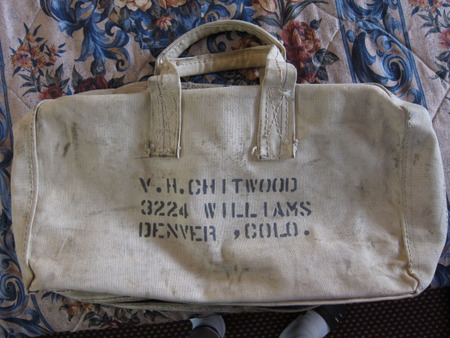 V.H.CHITWOOD
3224 WILLIAMS
DENVER ,COLO.